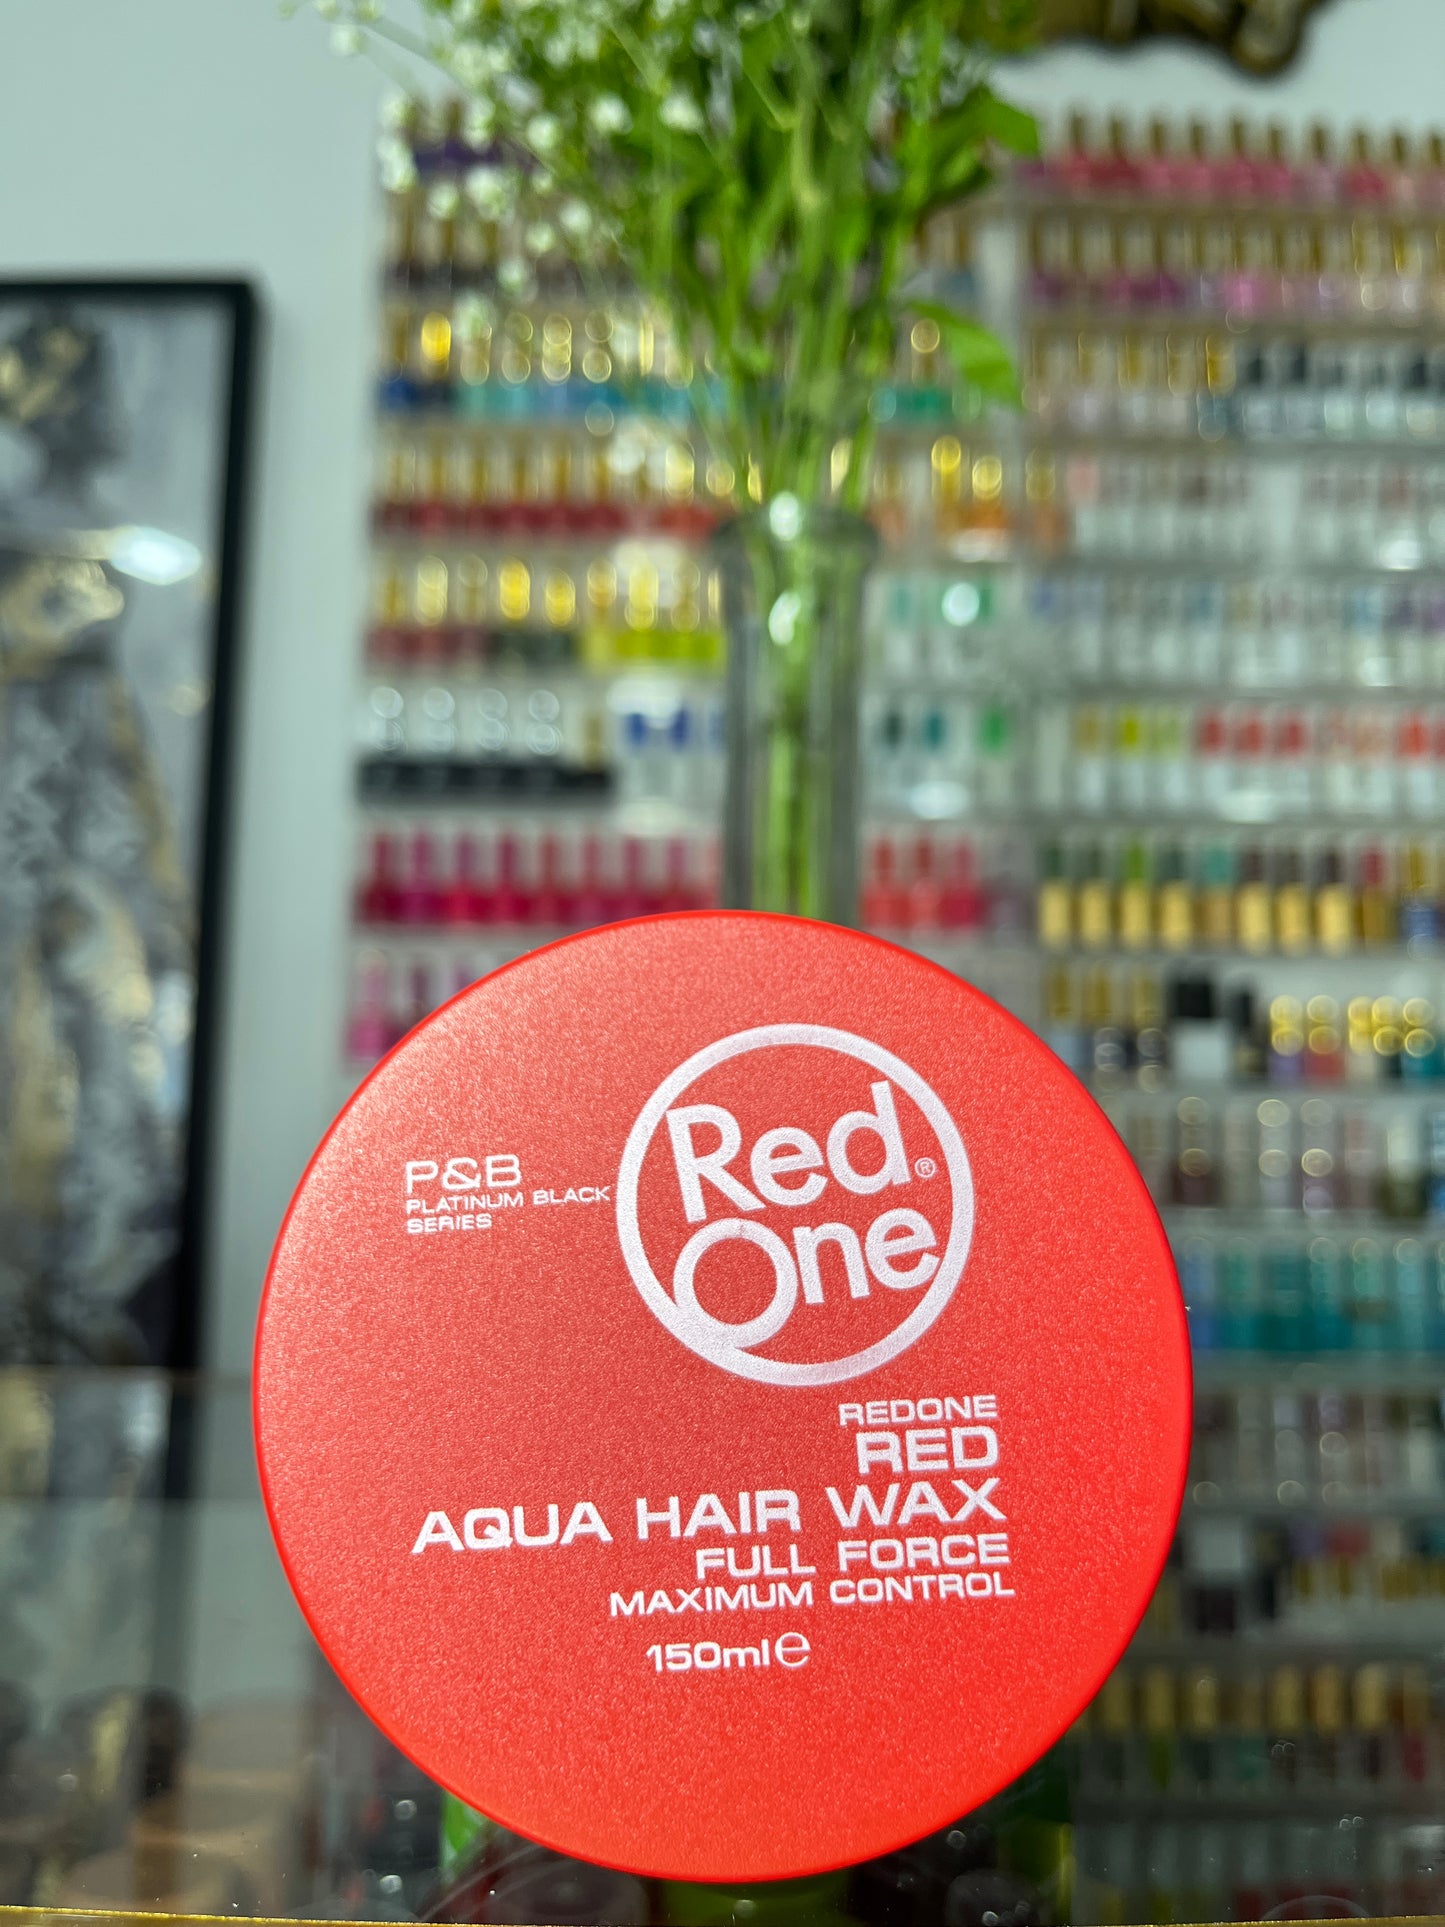 Red®
One
P&B
PLATINUM BLACK
SERIES
REDONE
RED
AQUA HAIR WAX
FULL FORCE
MAXIMUM CONTROL
150ml e